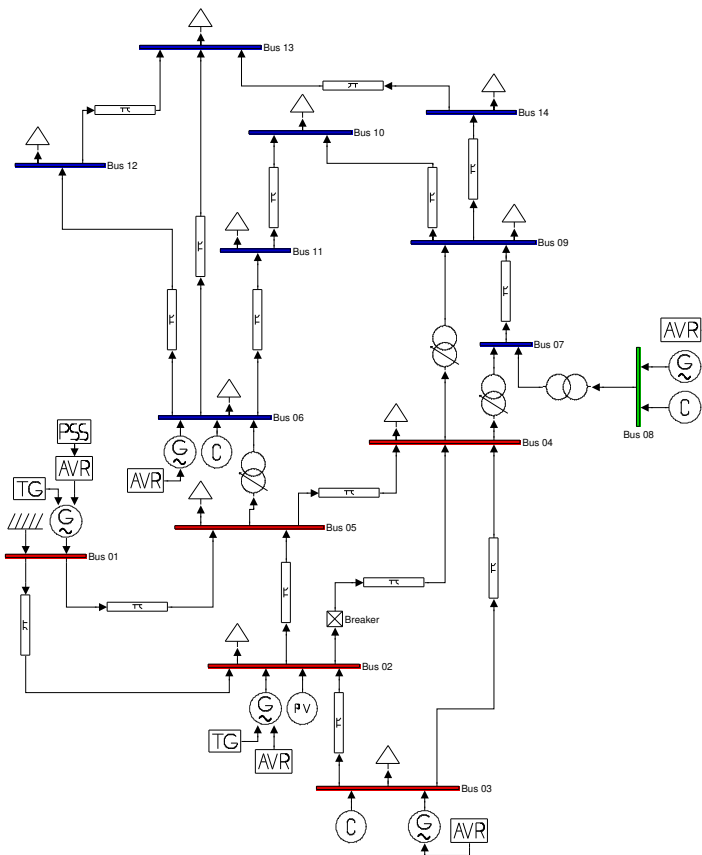 Bus 13
π
Bus 14
π
Bus 10
Bus 12
π
π
π
π
Bus 09
Bus 11
π
π
π
Bus 07
AVR
G
~
C
Bus 08
Bus 06
PSS
G
~
C
Bus 04
AVR
AVR
TG
π
G
~
Bus 05
Bus 01
π
π
π
π
π
Breaker
Bus 02
G
~
PV
π
TG
AVR
Bus 03
C
G
~
AVR